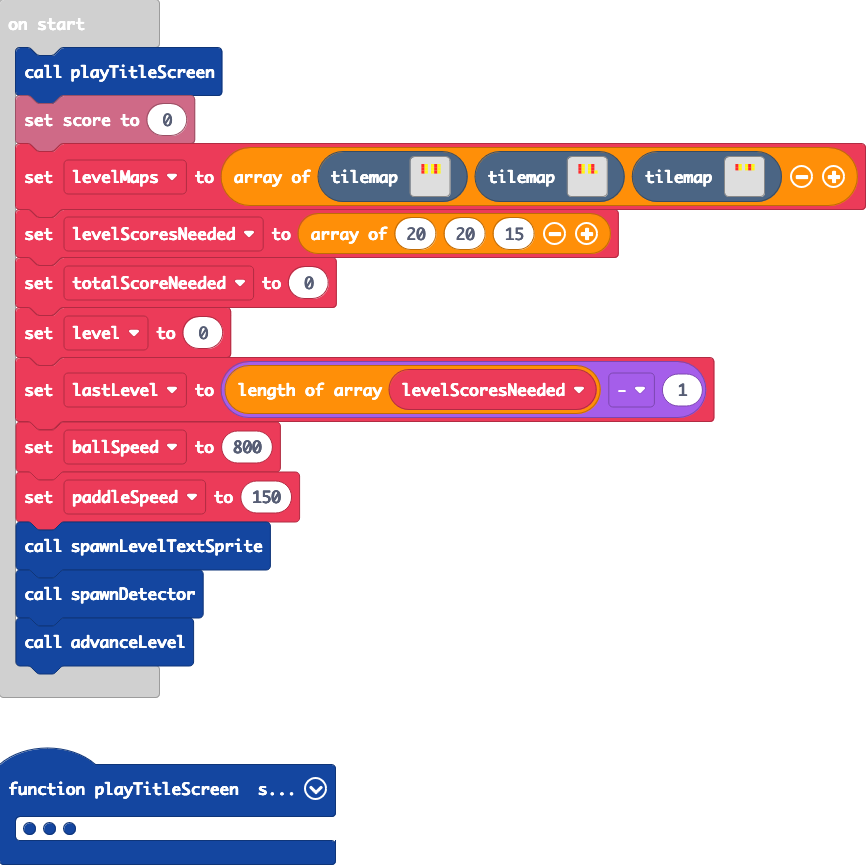 on start
call playTitleScreen
set score to 0
set levelMaps to array of tilemap tilemap tilemap
set levelScoresNeeded to array of 20 20 15
set totalScoreNeeded to 0
set level to 0
set lastLevel to length of array levelScoresNeeded - 1
set ballSpeed to 800
set paddleSpeed to 150
call spawnLevelTextSprite
call spawnDetector
call advanceLevel
function playTitleScreen s...